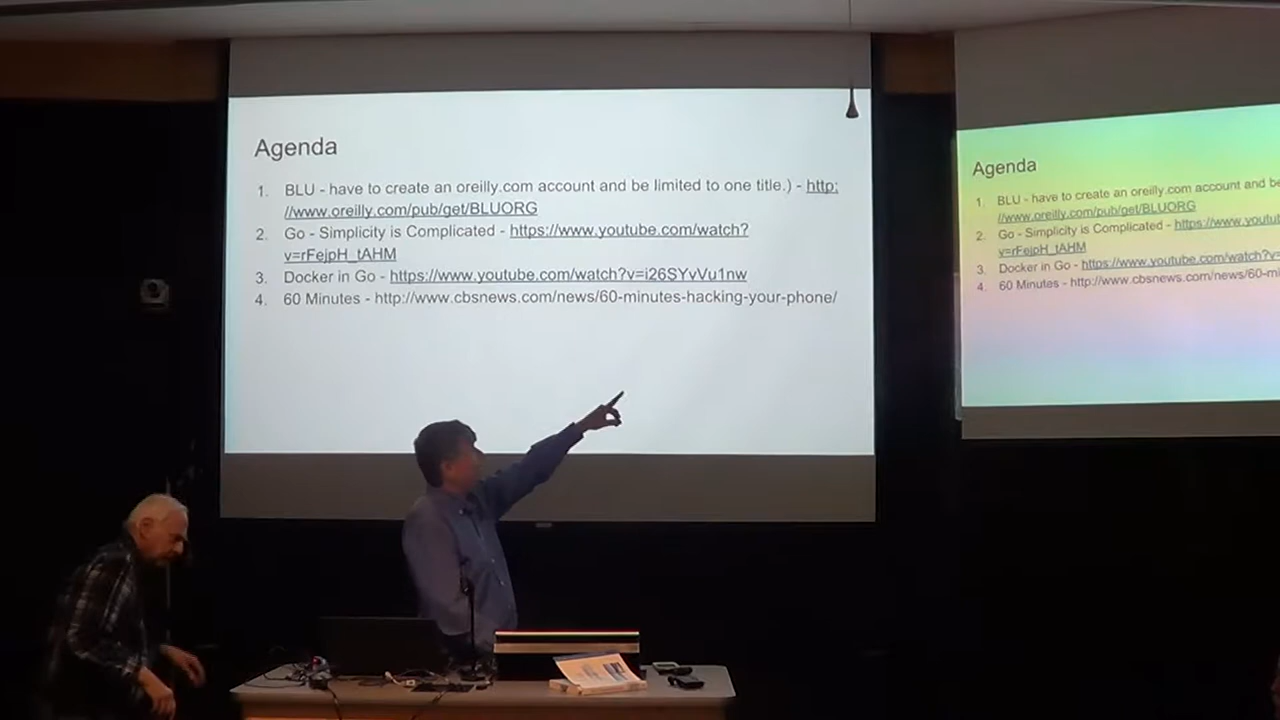 Agenda
1. BLU - have to create an oreilly.com account and be limited to one title.) - http:
//www.oreilly.com/pub/get/BLUORG
2. Go - Simplicity is Complicated - https://www.youtube.com/watch?
v=rFejpH_tAHM
3. Docker in Go - https://www.youtube.com/watch?v=i26SYvVu1nw
4. 60 Minutes - http://www.cbsnews.com/news/60-minutes-hacking-your-phone/
Agenda
1. BLU - have to create an oreilly.com account and be
//www.oreilly.com/pub/get/BLUORG
2. Go - Simplicity is Complicated - https://www.youtu
v=rFejpH_tAHM
3. Docker in Go - https://www.youtube.com/watch?v=
4. 60 Minutes - http://www.cbsnews.com/news/60-mi